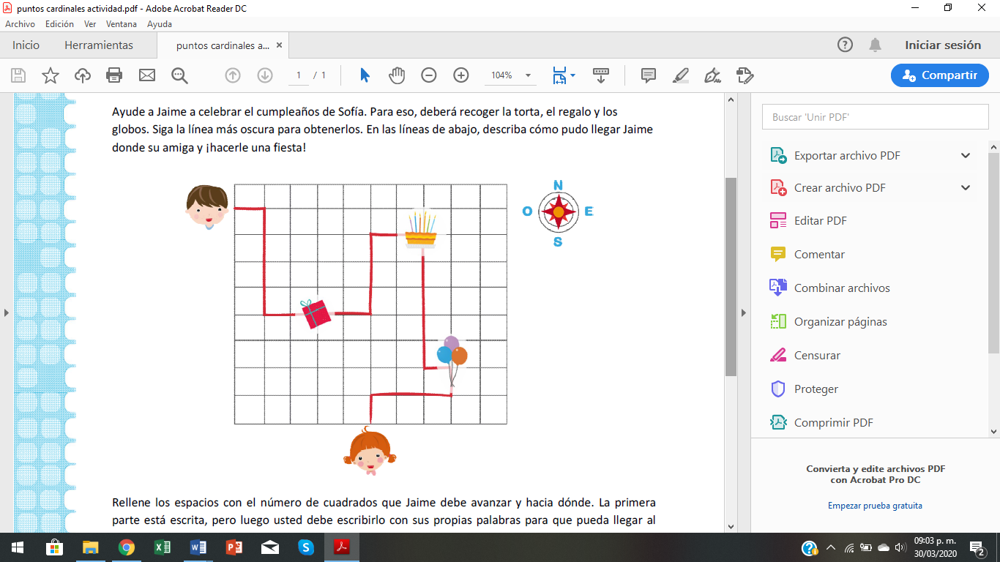 puntos cardinales actividad.pdf - Adobe Acrobat Reader DC
Archivo Edición Ver Ventana Ayuda
Inicio Herramientas puntos cardinales a... × Iniciar sesión
1 / 1 104% Compartir
Ayude a Jaime a celebrar el cumpleaños de Sofía. Para eso, deberá recoger la torta, el regalo y los
globos. Siga la línea más oscura para obtenerlos. En las líneas de abajo, describa cómo pudo llegar Jaime
donde su amiga y ¡hacerle una fiesta!
N
O E
S
Rellene los espacios con el número de cuadrados que Jaime debe avanzar y hacia dónde. La primera
parte está escrita, pero luego usted debe escribirlo con sus propias palabras para que pueda llegar al
Buscar 'Unir PDF'
Exportar archivo PDF
Crear archivo PDF
Editar PDF
Comentar
Combinar archivos
Organizar páginas
Censurar
Proteger
Comprimir PDF
Convierta y edite archivos PDF
con Acrobat Pro DC
Empezar prueba gratuita
09:03 p. m.
30/03/2020
2